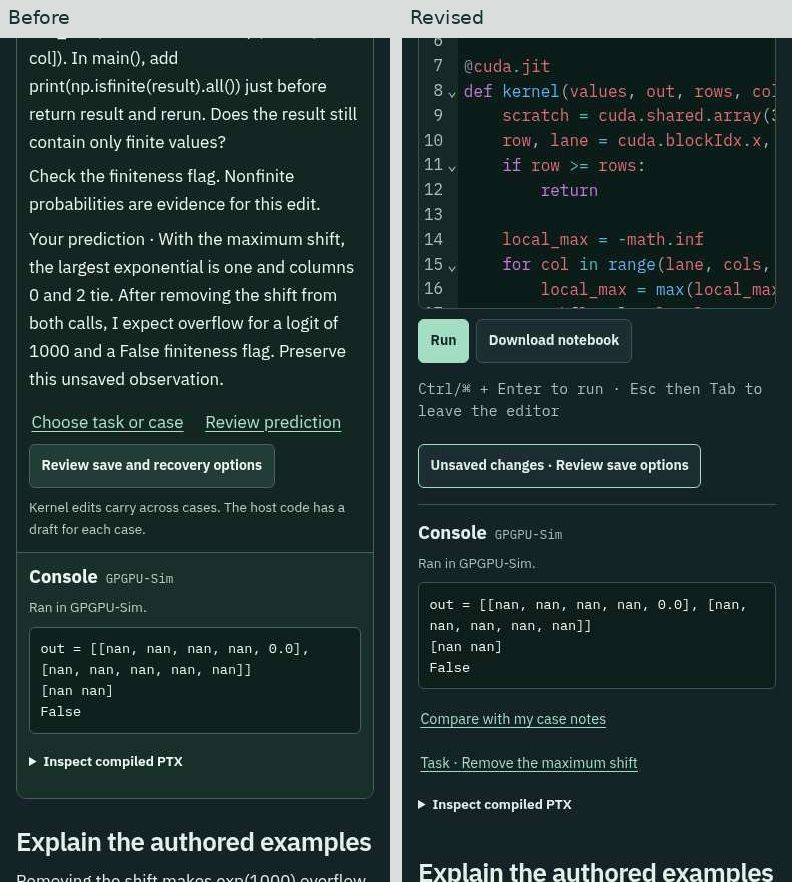 Before
col]). In main(), add
print(np.isfinite(result).all()) just before
return result and rerun. Does the result still
contain only finite values?
Check the finiteness flag. Nonfinite
probabilities are evidence for this edit.
Your prediction · With the maximum shift,
the largest exponential is one and columns
0 and 2 tie. After removing the shift from
both calls, I expect overflow for a logit of
1000 and a False finiteness flag. Preserve
this unsaved observation.
Choose task or case Review prediction
Review save and recovery options
Kernel edits carry across cases. The host code has a
draft for each case.
Console GPGPU-Sim
Ran in GPGPU-Sim.
out = [[nan, nan, nan, nan, 0.0],
[nan, nan, nan, nan, nan]]
[nan nan]
False
▶ Inspect compiled PTX
Explain the authored examples
Removing the shift makes exp(1000) overflow
Revised
6
7 @cuda.jit
8 def kernel(values, out, rows, col
9 scratch = cuda.shared.array(3
10 row, lane = cuda.blockIdx.x,
11 if row >= rows:
12 return
13
14 local_max = -math.inf
15 for col in range(lane, cols,
16 local_max = max(local_max
Run Download notebook
Ctrl/⌘ + Enter to run · Esc then Tab to
leave the editor
Unsaved changes · Review save options
Console GPGPU-Sim
Ran in GPGPU-Sim.
out = [[nan, nan, nan, nan, 0.0], [nan,
nan, nan, nan, nan]]
[nan nan]
False
Compare with my case notes
Task · Remove the maximum shift
▶ Inspect compiled PTX
Explain the authored examples